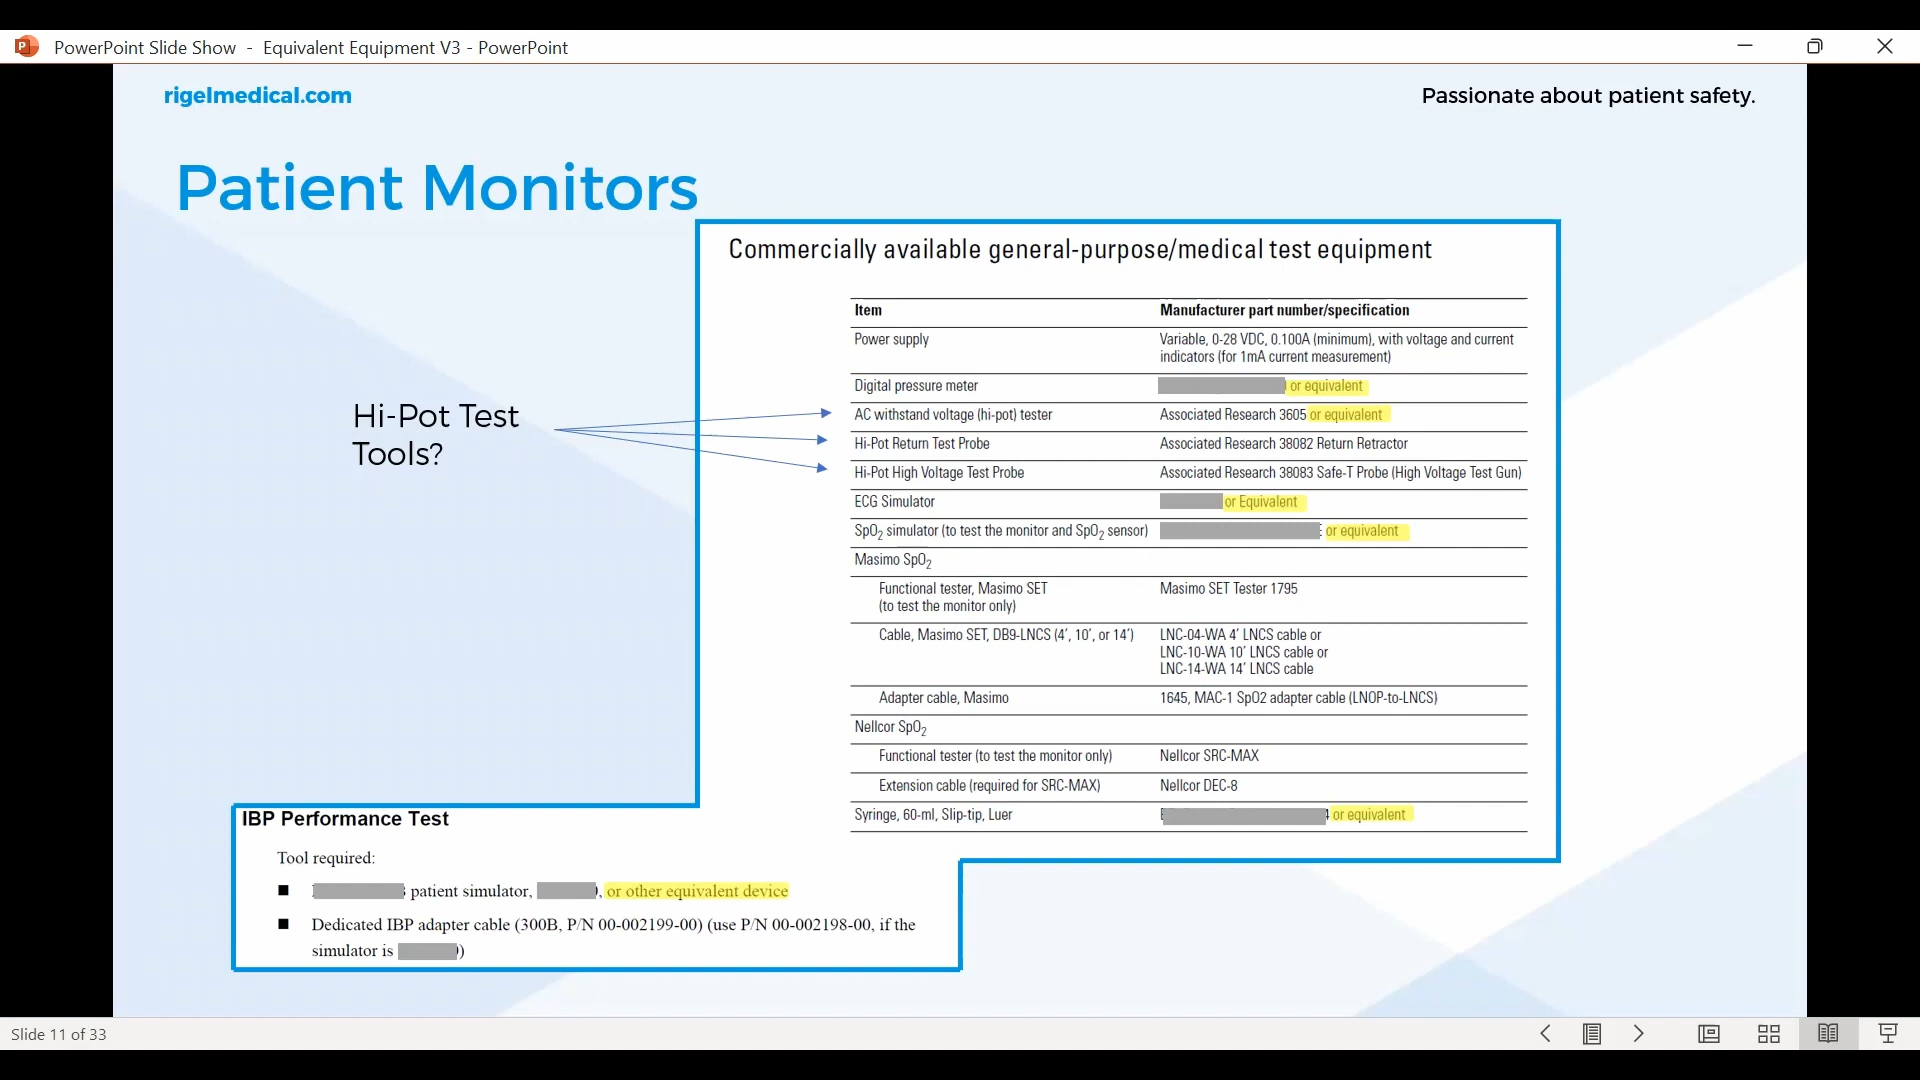 PowerPoint Slide Show - Equivalent Equipment V3 - PowerPoint
rigelmedical.com
Passionate about patient safety.
Patient Monitors
Hi-Pot Test
Tools?
Commercially available general-purpose/medical test equipment
Item Manufacturer part number/specification
Power supply Variable, 0-28 VDC, 0.100A (minimum), with voltage and current
indicators (for 1mA current measurement)
Digital pressure meter or equivalent
AC withstand voltage (hi-pot) tester Associated Research 3605 or equivalent
Hi-Pot Return Test Probe Associated Research 38082 Return Retractor
Hi-Pot High Voltage Test Probe Associated Research 38083 Safe-T Probe (High Voltage Test Gun)
ECG Simulator or Equivalent
SpO2 simulator (to test the monitor and SpO2 sensor) or equivalent
Masimo SpO2
Functional tester, Masimo SET Masimo SET Tester 1795
(to test the monitor only)
Cable, Masimo SET, DB9-LNCS (4′, 10′, or 14′) LNC-04-WA 4′ LNCS cable or
LNC-10-WA 10′ LNCS cable or
LNC-14-WA 14′ LNCS cable
Adapter cable, Masimo 1645, MAC-1 SpO2 adapter cable (LNOP-to-LNCS)
Nellcor SpO2
Functional tester (to test the monitor only) Nellcor SRC-MAX
Extension cable (required for SRC-MAX) Nellcor DEC-8
Syringe, 60-ml, Slip-tip, Luer or equivalent
IBP Performance Test
Tool required:
■ patient simulator, , or other equivalent device
■ Dedicated IBP adapter cable (300B, P/N 00-002199-00) (use P/N 00-002198-00, if the
simulator is )
Slide 11 of 33